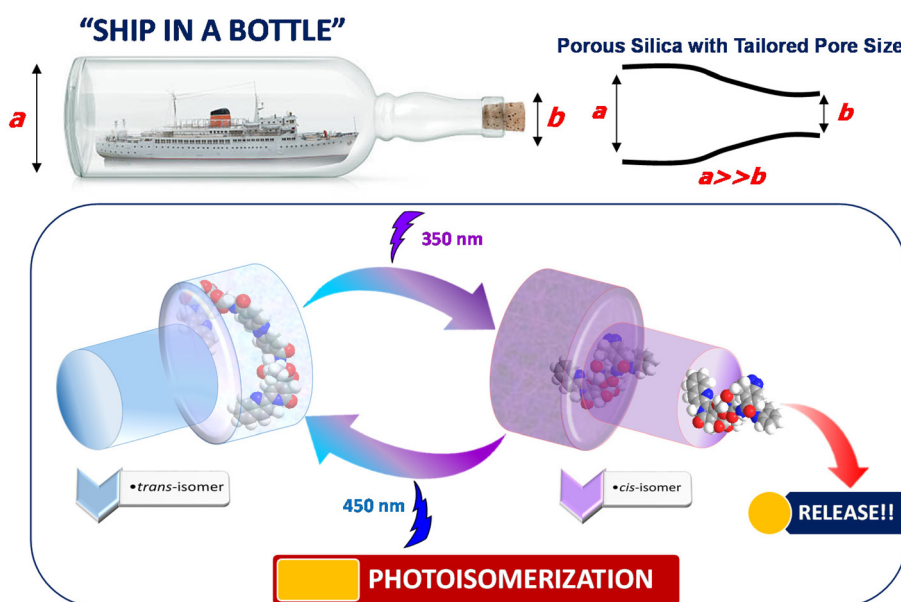 “SHIP IN A BOTTLE”
Porous Silica with Tailored Pore Size
a
b
a
b
a>>b
350 nm
•trans-isomer
•cis-isomer
450 nm
RELEASE!!
PHOTOISOMERIZATION